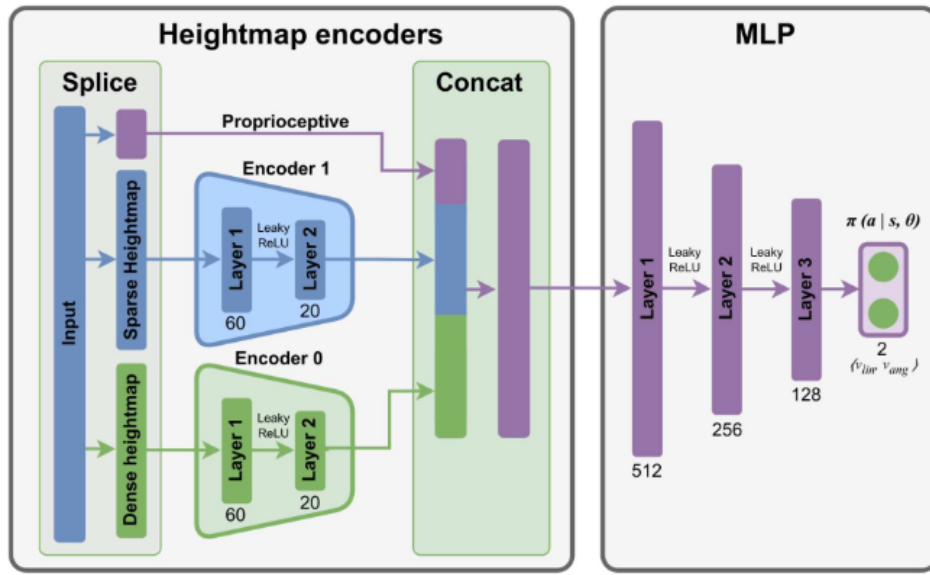 Heightmap encoders
Splice
Input
Sparse Heightmap
Dense heightmap
Proprioceptive
Encoder 1
Layer 1
Leaky
ReLU
Layer 2
60
20
Encoder 0
Layer 1
Leaky
ReLU
Layer 2
60
20
Concat
MLP
Layer 1
512
Leaky
ReLU
Layer 2
256
Leaky
ReLU
Layer 3
128
π (a | s, θ)
2
(v_lin, v_ang)